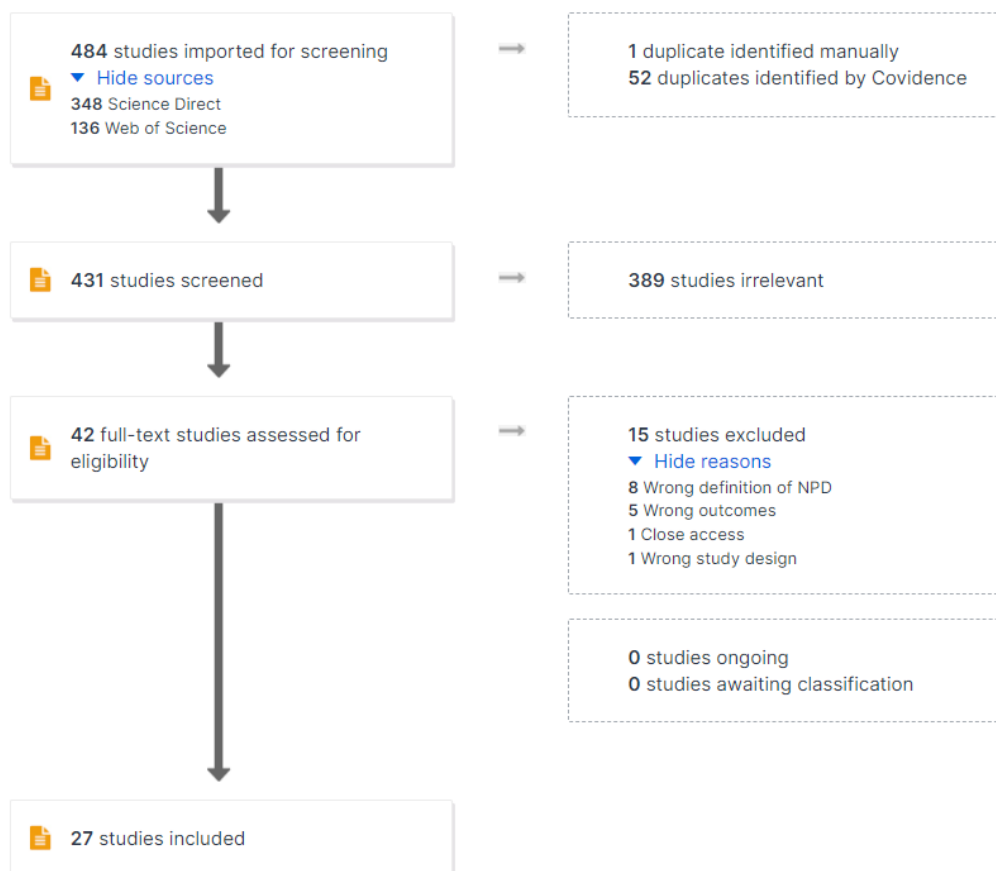 484 studies imported for screening
Hide sources
348 Science Direct
136 Web of Science
1 duplicate identified manually
52 duplicates identified by Covidence
431 studies screened
389 studies irrelevant
42 full-text studies assessed for
eligibility
15 studies excluded
Hide reasons
8 Wrong definition of NPD
5 Wrong outcomes
1 Close access
1 Wrong study design
0 studies ongoing
0 studies awaiting classification
27 studies included